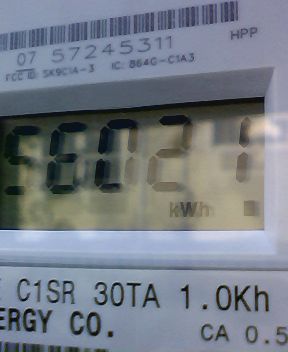 07 57245311
HPP
FCC ID: SK9C1A-3 IC: 864G-C1A3
56021
kWh
C1SR 30TA 1.0Kh
ERGY CO.
CA 0.5